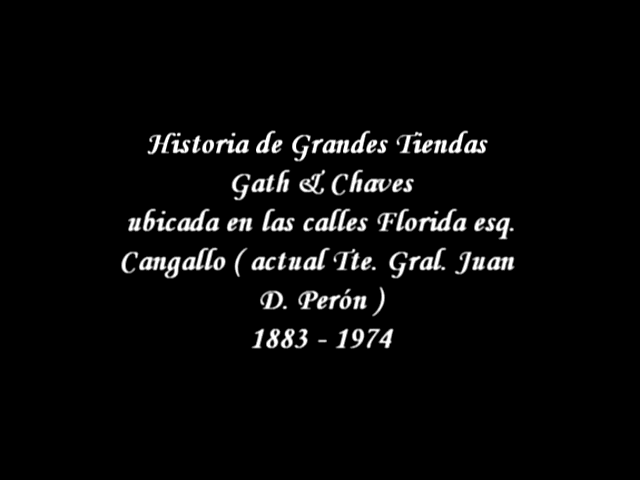 Historia de Grandes Tiendas
Gath & Chaves
ubicada en las calles Florida esq.
Cangallo ( actual Tte. Gral. Juan
D. Perón )
1883 - 1974